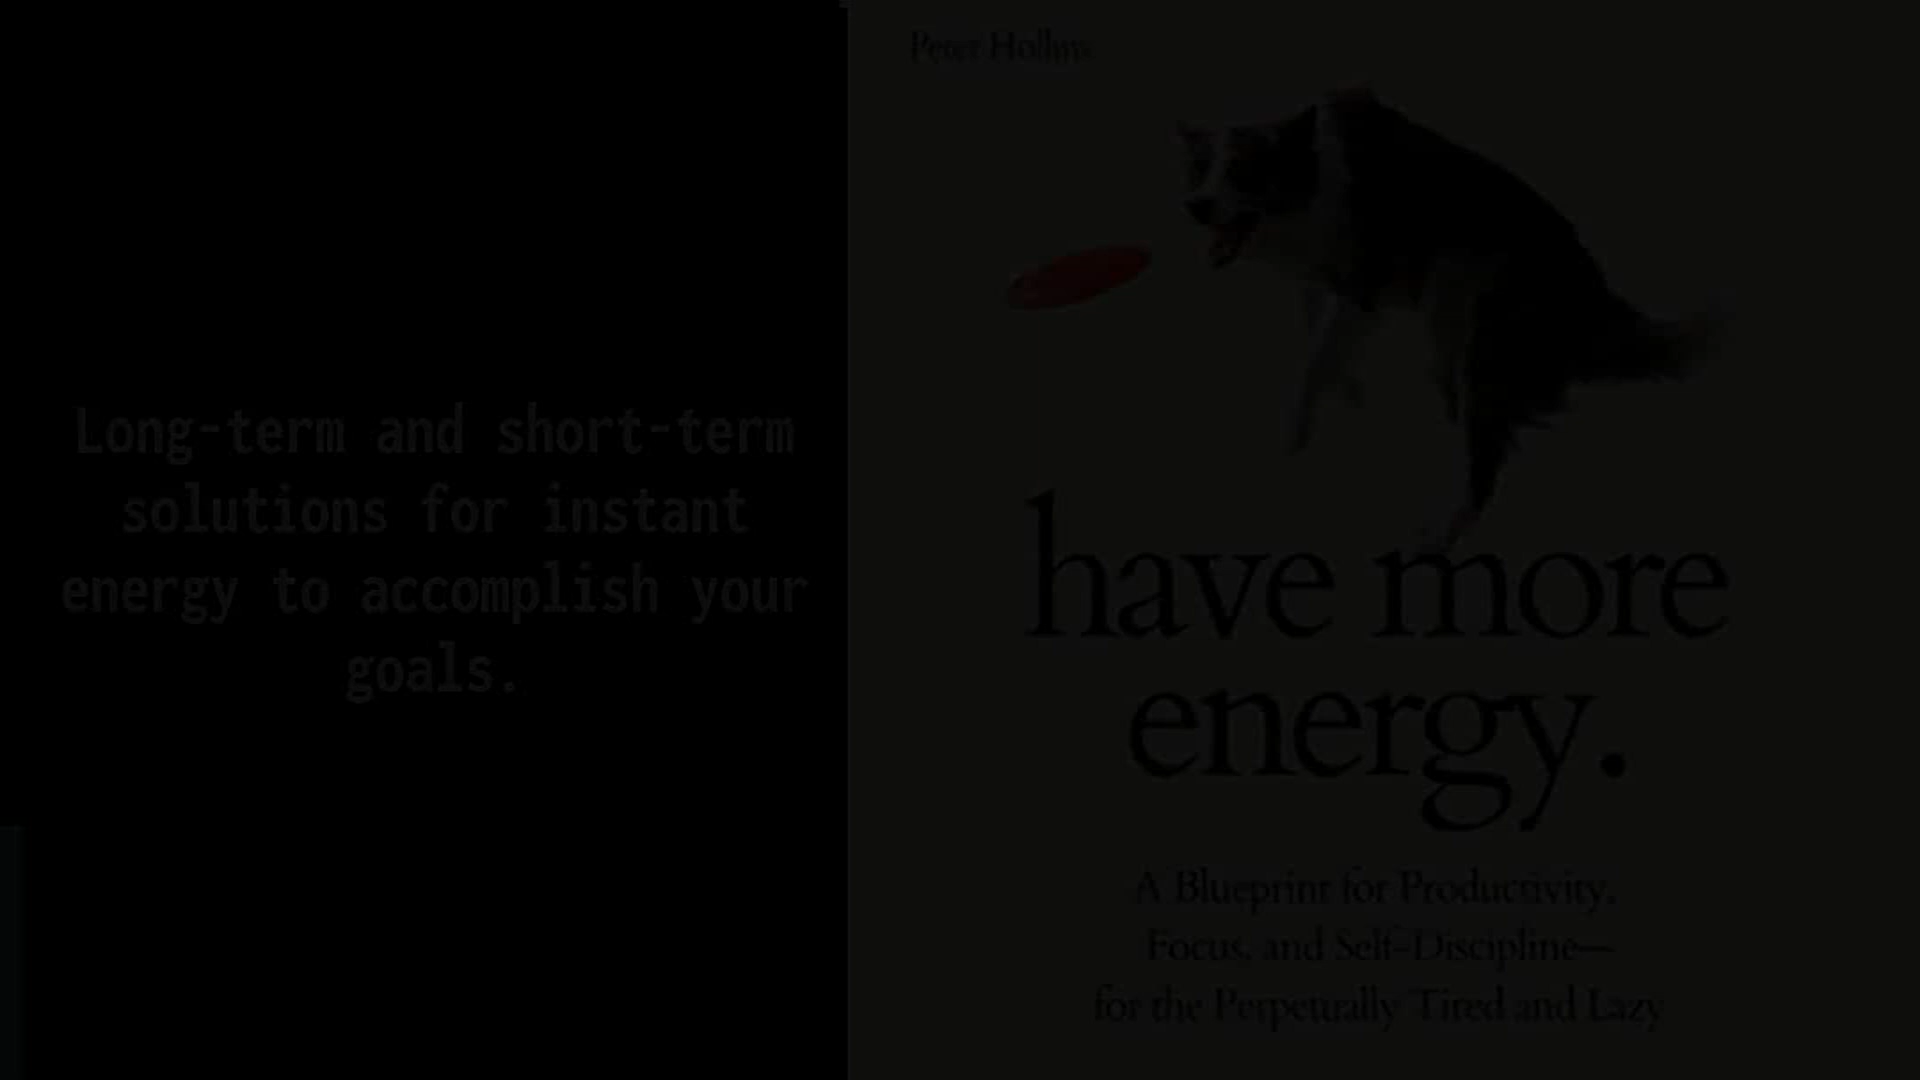 Long-term and short-term
solutions for instant
energy to accomplish your
goals.
Peter Hollins
have more
energy.
A Blueprint for Productivity,
Focus, and Self-Discipline—
for the Perpetually Tired and Lazy